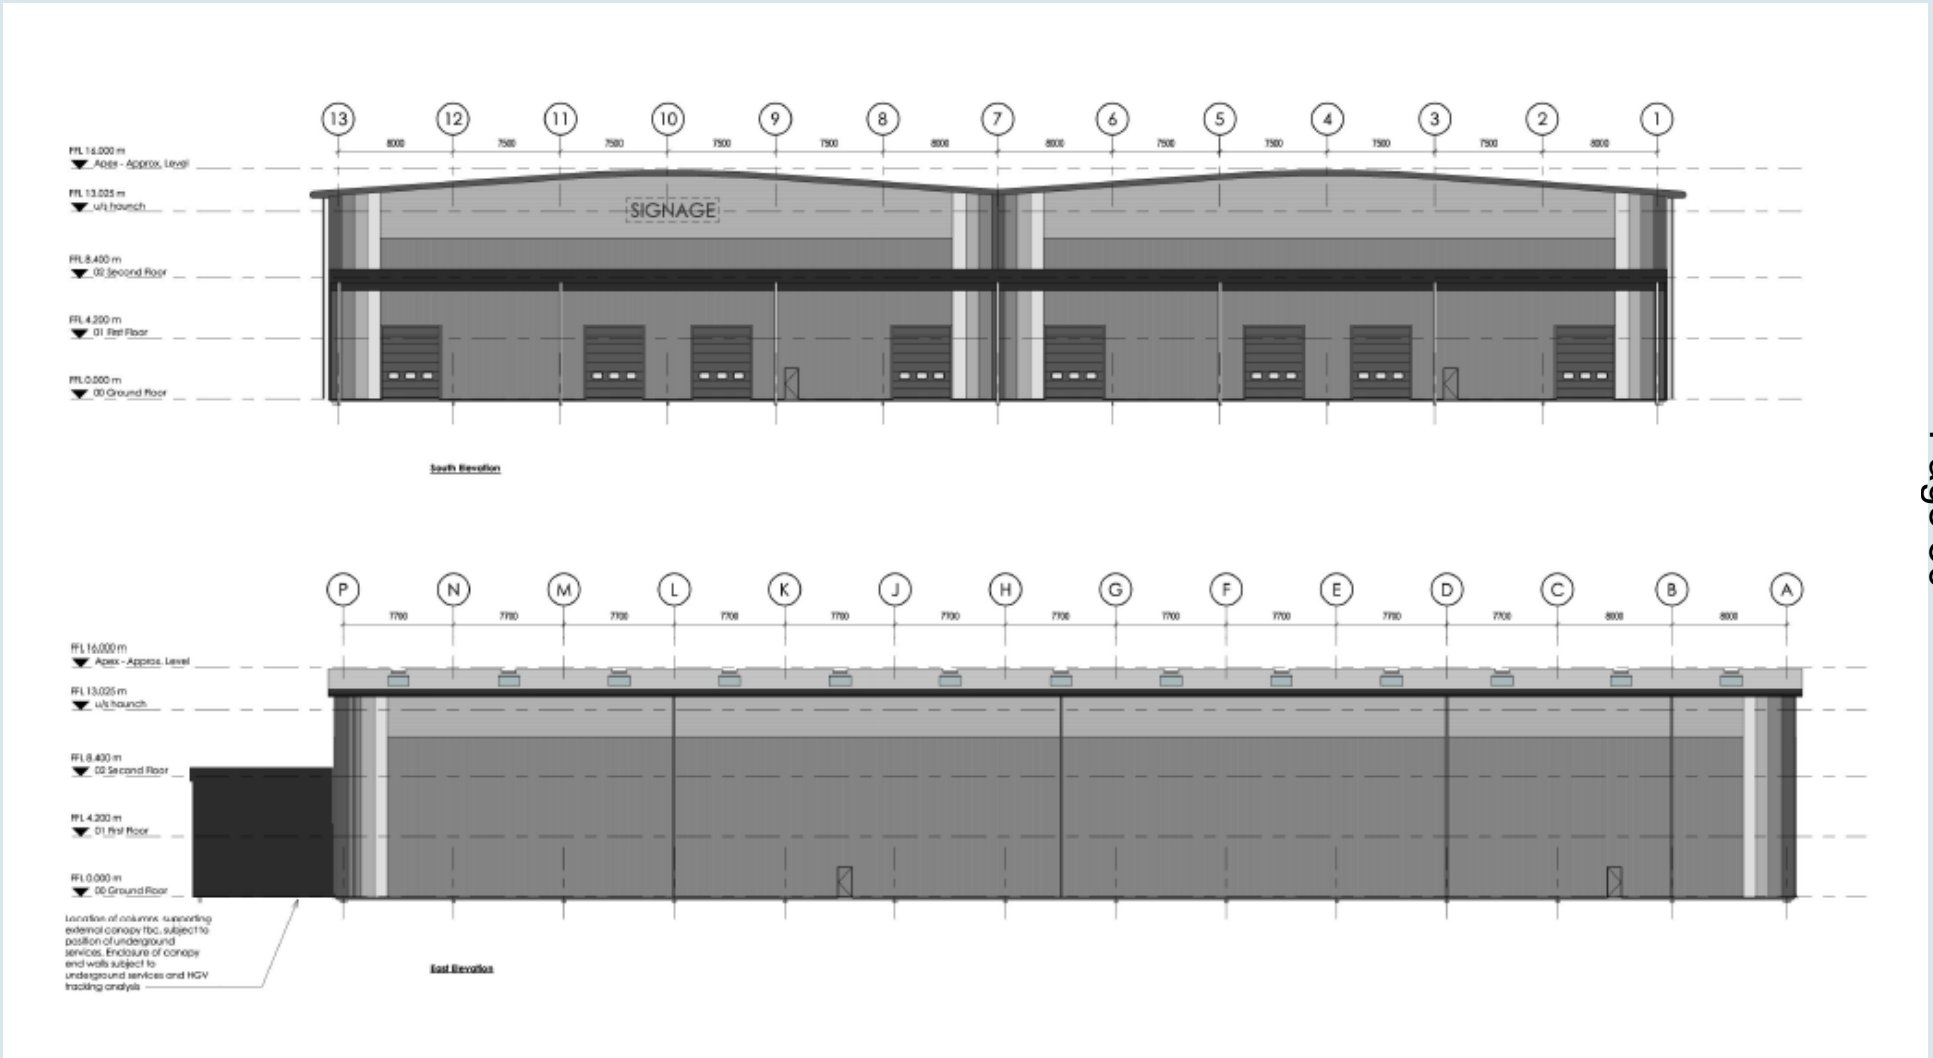 13 12 11 10 9 8 7 6 5 4 3 2 1
8000 7500 7500 7500 7500 8000 8000 7500 7500 7500 7500 8000
FFL 16.000 m
Apex - Approx. Level
FFL 13.025 m
u/s haunch
SIGNAGE
FFL 8.400 m
02 Second Floor
FFL 4.200 m
01 First Floor
FFL 0.000 m
00 Ground Floor
South Elevation
P N M L K J H G F E D C B A
7700 7700 7700 7700 7700 7700 7700 7700 7700 7700 7700 8000 8000
FFL 16.000 m
Apex - Approx. Level
FFL 13.025 m
u/s haunch
FFL 8.400 m
02 Second Floor
FFL 4.200 m
01 First Floor
FFL 0.000 m
00 Ground Floor
Location of columns supporting
external canopy tbc, subject to
position of underground
services. Enclosure of canopy
end walls subject to
underground services and HGV
tracking analysis
East Elevation